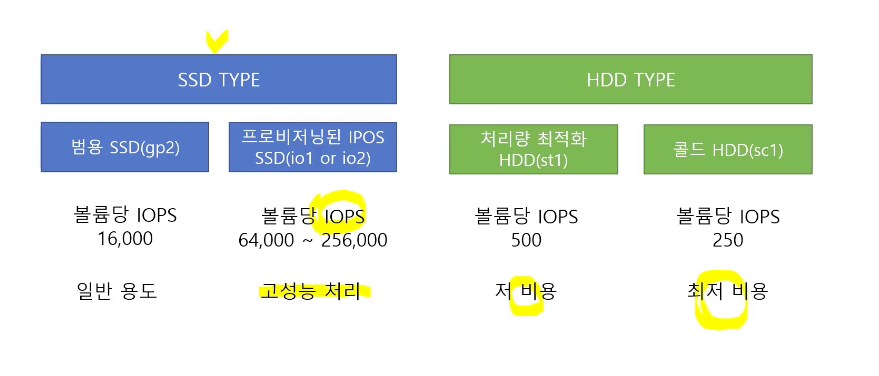 SSD TYPE
HDD TYPE
범용 SSD(gp2)
프로비저닝된 IPOS
SSD(io1 or io2)
처리량 최적화
HDD(st1)
콜드 HDD(sc1)
볼륨당 IOPS
16,000
볼륨당 IOPS
64,000 ~ 256,000
볼륨당 IOPS
500
볼륨당 IOPS
250
일반 용도
고성능 처리
저 비용
최저 비용